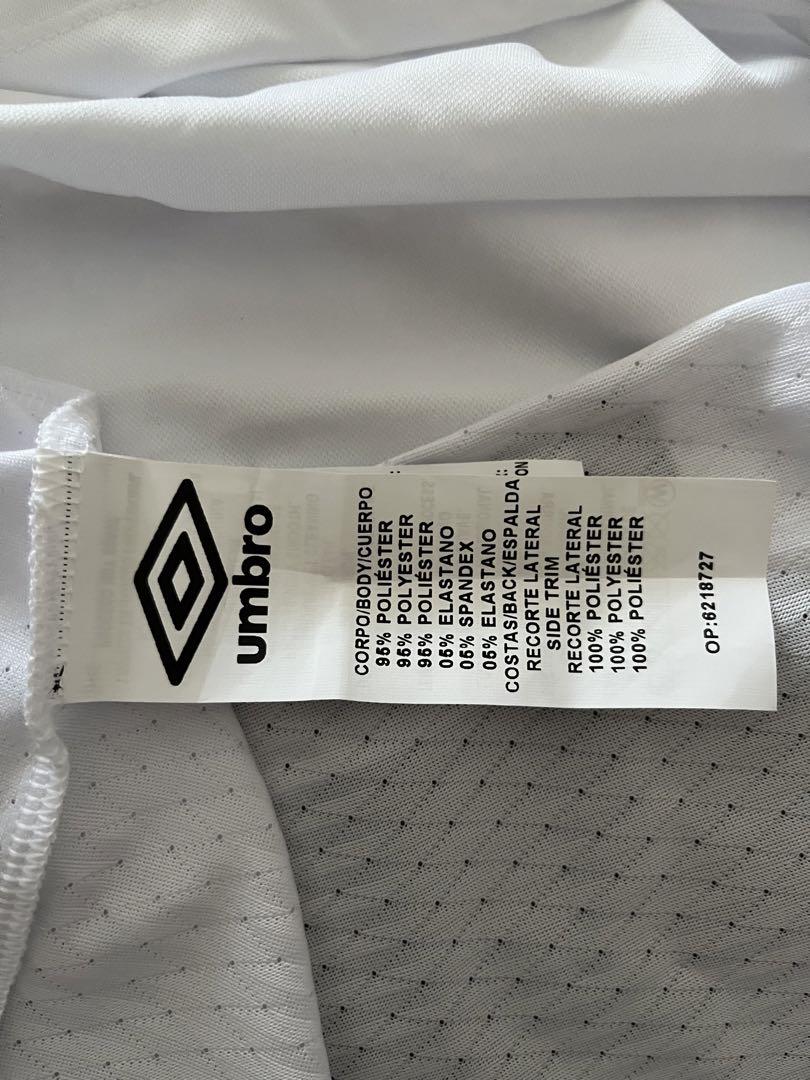 umbro
CORPO/BODY/CUERPO
95% POLIÉSTER
95% POLYESTER
95% POLIÉSTER
05% ELASTANO
05% SPANDEX
05% ELASTANO
COSTAS/BACK/ESPALDA
RECORTE LATERAL
SIDE TRIM
RECORTE LATERAL
100% POLIÉSTER
100% POLYESTER
100% POLIÉSTER
OP:6218727